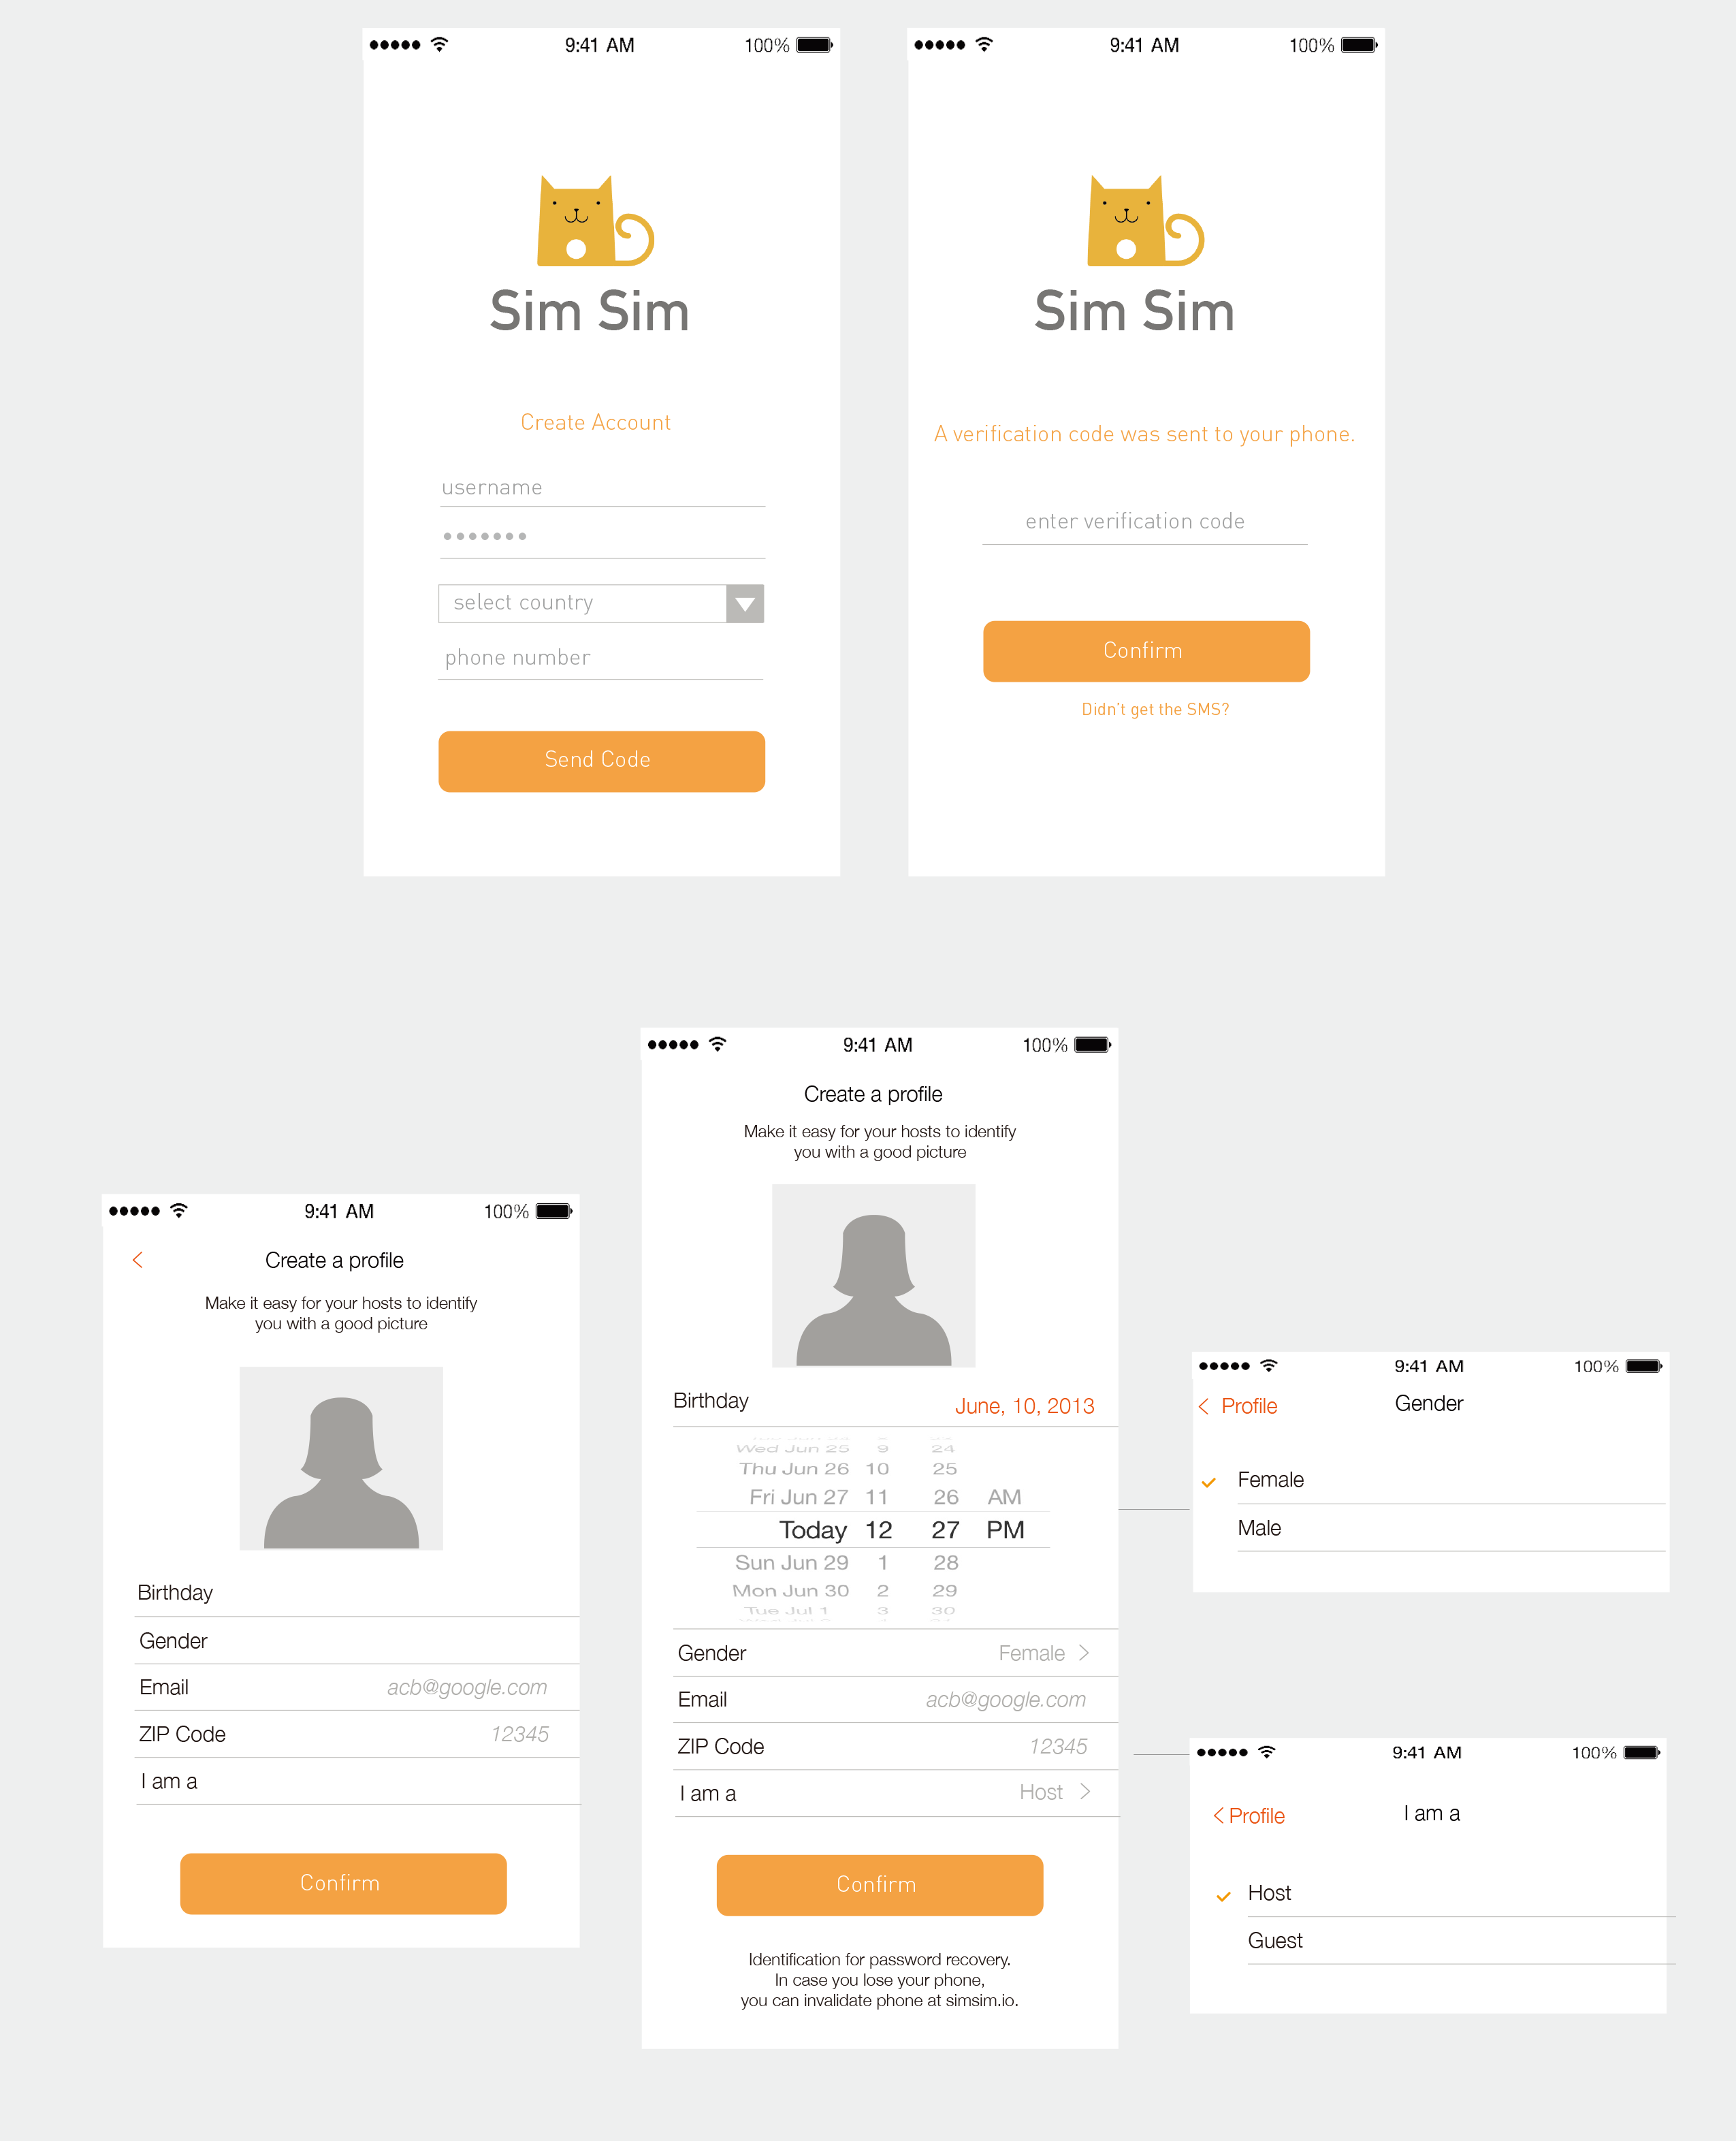 9:41 AM 100%
Sim Sim
Create Account
username
select country
phone number
Send Code
9:41 AM 100%
Sim Sim
A verification code was sent to your phone.
enter verification code
Confirm
Didn't get the SMS?
9:41 AM 100%
Create a profile
Make it easy for your hosts to identify
you with a good picture
Birthday
Gender
Email acb@google.com
ZIP Code 12345
I am a
Confirm
9:41 AM 100%
Create a profile
Make it easy for your hosts to identify
you with a good picture
Birthday June, 10, 2013
Wed Jun 25 9 24
Thu Jun 26 10 25
Fri Jun 27 11 26 AM
Today 12 27 PM
Sun Jun 29 1 28
Mon Jun 30 2 29
Tue Jul 1 3 30
Gender Female
Email acb@google.com
ZIP Code 12345
I am a Host
Confirm
Identification for password recovery.
In case you lose your phone,
you can invalidate phone at simsim.io.
9:41 AM 100%
Profile Gender
Female
Male
9:41 AM 100%
Profile I am a
Host
Guest